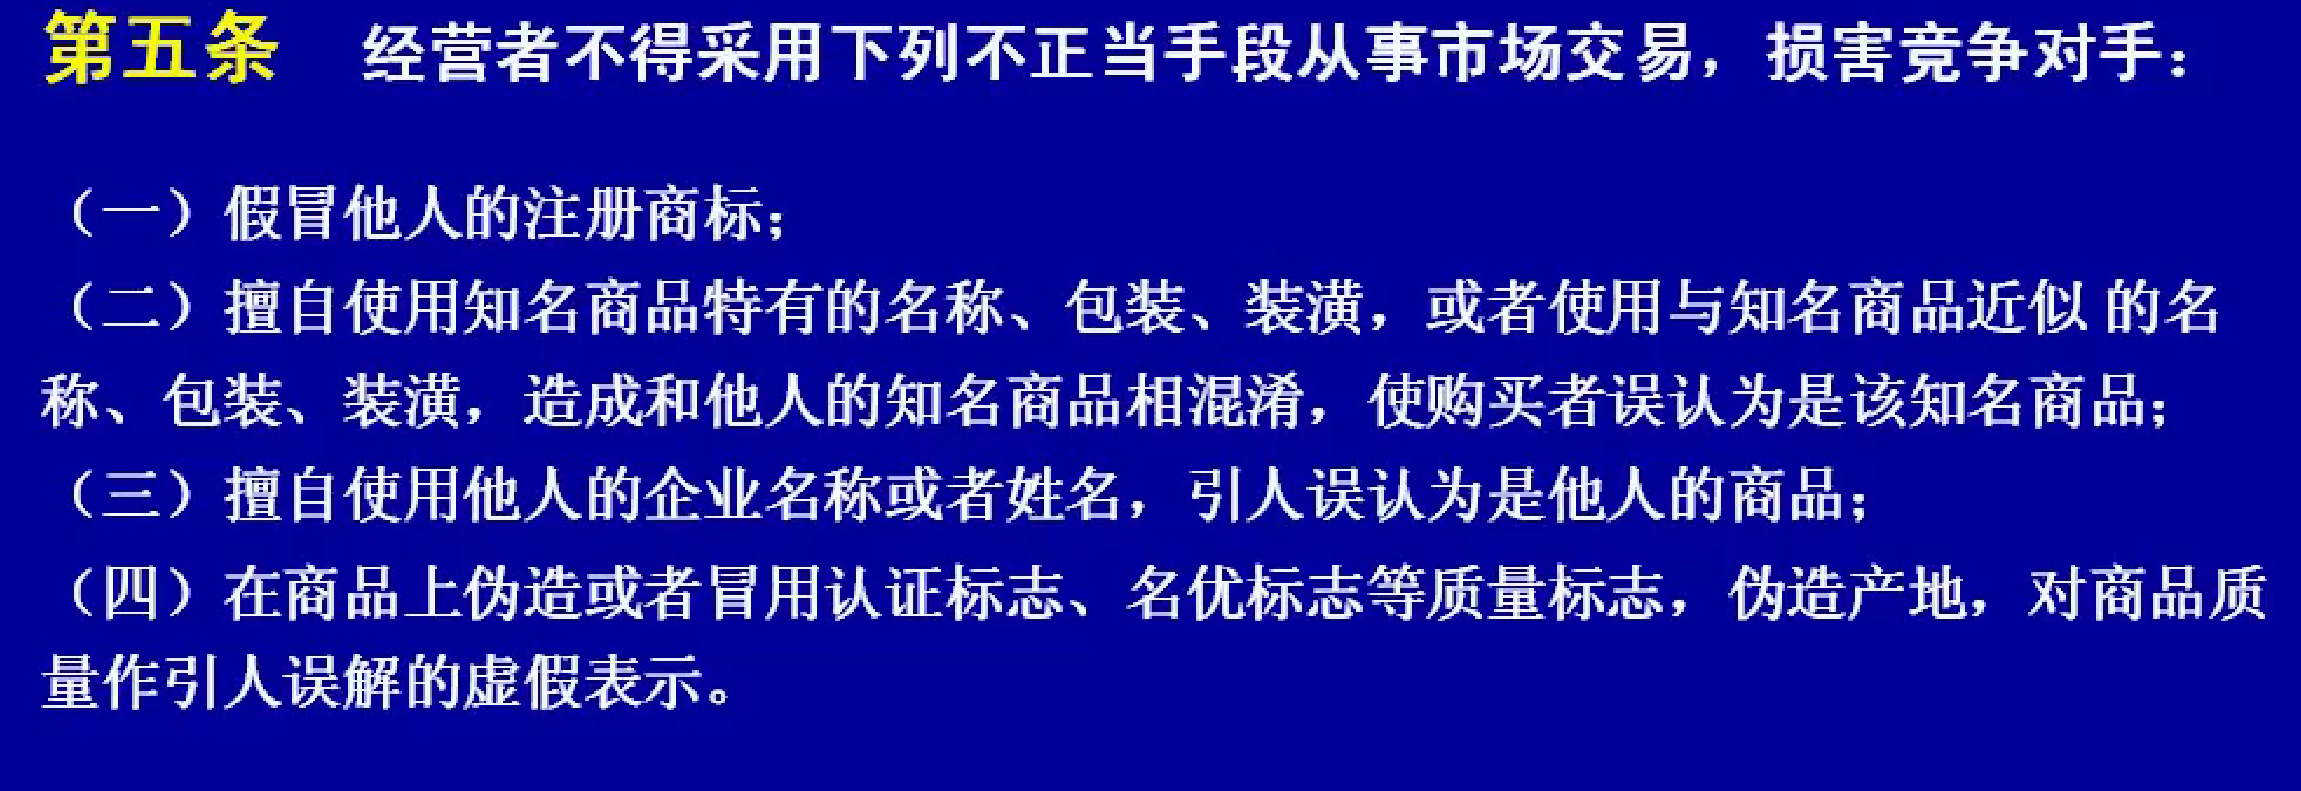 第五条 经营者不得采用下列不正当手段从事市场交易，损害竞争对手：
（一）假冒他人的注册商标；
（二）擅自使用知名商品特有的名称、包装、装潢，或者使用与知名商品近似 的名
称、包装、装潢，造成和他人的知名商品相混淆，使购买者误认为是该知名商品；
（三）擅自使用他人的企业名称或者姓名，引人误认为是他人的商品；
（四）在商品上伪造或者冒用认证标志、名优标志等质量标志，伪造产地，对商品质
量作引人误解的虚假表示。